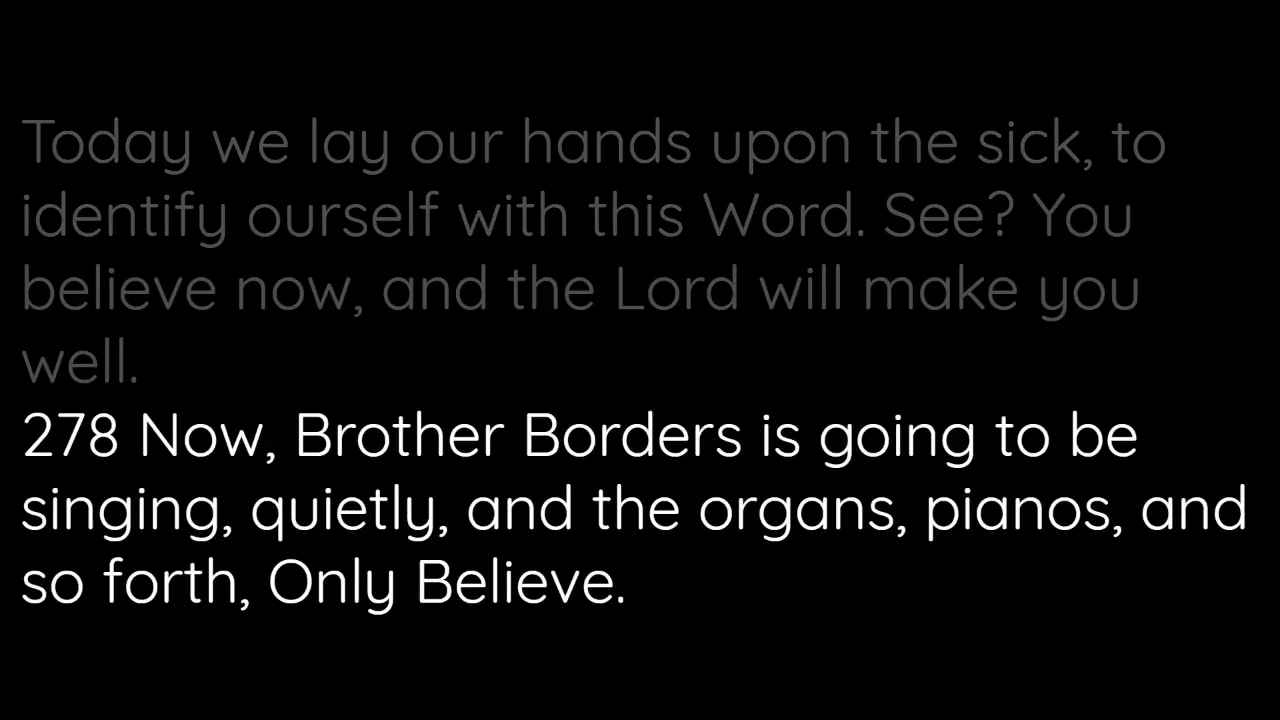 Today we lay our hands upon the sick, to
identify ourself with this Word. See? You
believe now, and the Lord will make you
well.
278 Now, Brother Borders is going to be
singing, quietly, and the organs, pianos, and
so forth, Only Believe.